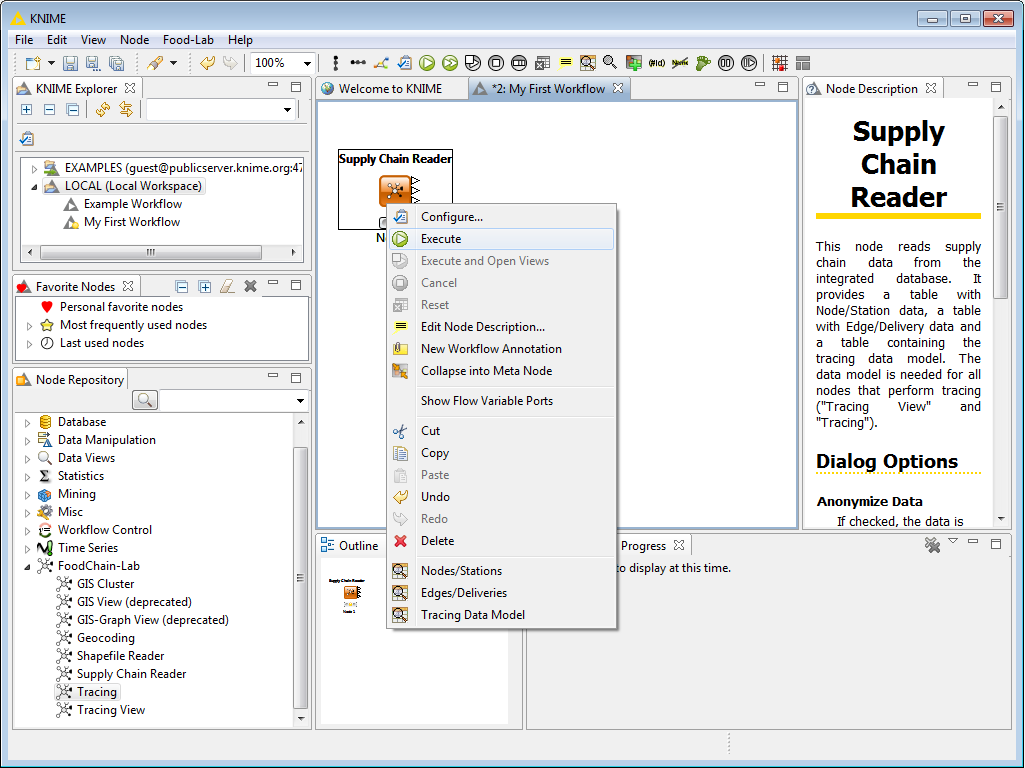 KNIME
File Edit View Node Food-Lab Help
100%
KNIME Explorer
EXAMPLES (guest@publicserver.knime.org:47
LOCAL (Local Workspace)
Example Workflow
My First Workflow
Favorite Nodes
Personal favorite nodes
Most frequently used nodes
Last used nodes
Node Repository
Database
Data Manipulation
Data Views
Statistics
Mining
Misc
Workflow Control
Time Series
FoodChain-Lab
GIS Cluster
GIS View (deprecated)
GIS-Graph View (deprecated)
Geocoding
Shapefile Reader
Supply Chain Reader
Tracing
Tracing View
Welcome to KNIME
*2: My First Workflow
Supply Chain Reader
N
Configure...
Execute
Execute and Open Views
Cancel
Reset
Edit Node Description...
New Workflow Annotation
Collapse into Meta Node
Show Flow Variable Ports
Cut
Copy
Paste
Undo
Redo
Delete
Nodes/Stations
Edges/Deliveries
Tracing Data Model
Outline
Supply Chain Reader
Node 1
Progress
to display at this time.
Node Description
Supply
Chain
Reader
This node reads supply
chain data from the
integrated database. It
provides a table with
Node/Station data, a table
with Edge/Delivery data and
a table containing the
tracing data model. The
data model is needed for all
nodes that perform tracing
("Tracing View" and
"Tracing").
Dialog Options
Anonymize Data
If checked, the data is